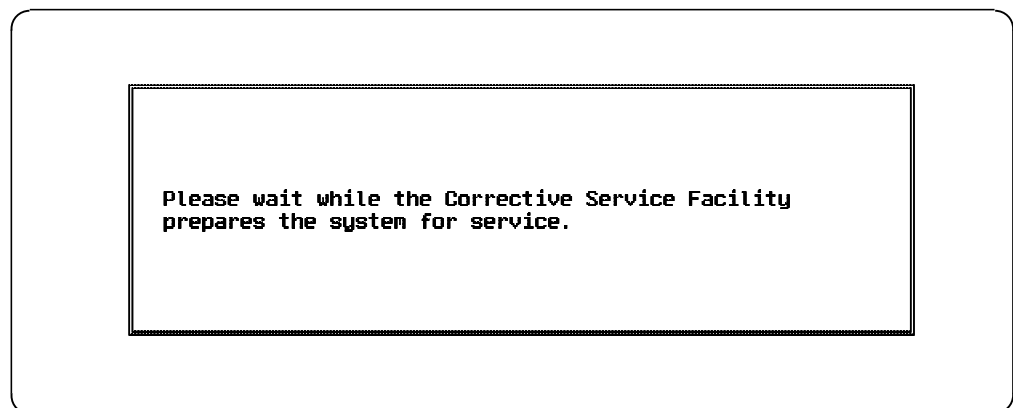 Please wait while the Corrective Service Facility
prepares the system for service.